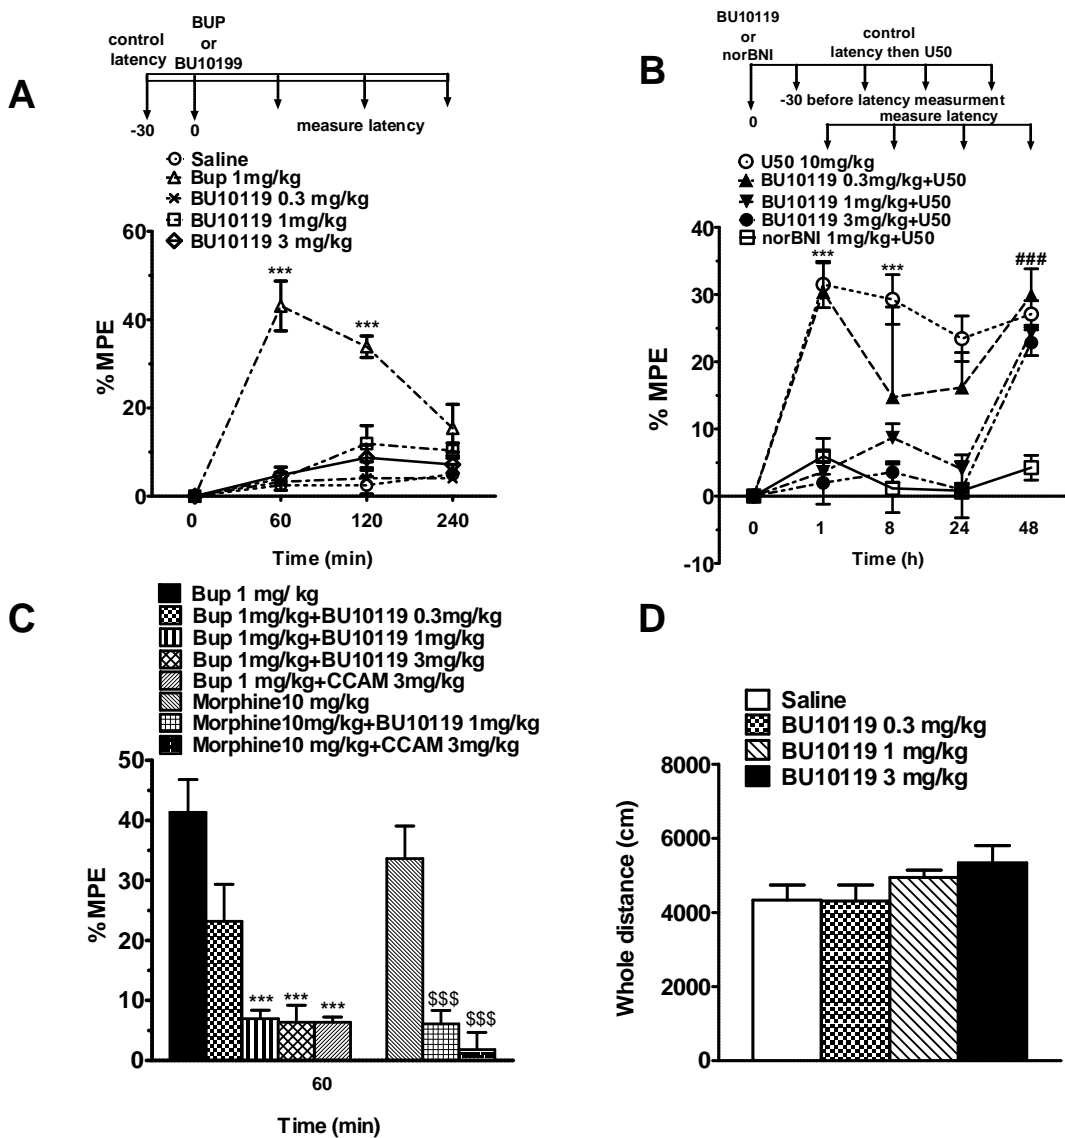 A
control
latency
BUP
or
BU10199
-30
0
measure latency
Saline
Bup 1mg/kg
BU10119 0.3 mg/kg
BU10119 1mg/kg
BU10119 3 mg/kg
60
40
20
0
%MPE
***
***
0
60
120
240
Time (min)
B
BU10119
or
norBNI
control
latency then U50
-30 before latency measurment
measure latency
0
U50 10mg/kg
BU10119 0.3mg/kg+U50
BU10119 1mg/kg+U50
BU10119 3mg/kg+U50
norBNI 1mg/kg+U50
40
30
20
10
0
-10
% MPE
***
***
###
0
1
8
24
48
Time (h)
C
Bup 1 mg/ kg
Bup 1mg/kg+BU10119 0.3mg/kg
Bup 1mg/kg+BU10119 1mg/kg
Bup 1mg/kg+BU10119 3mg/kg
Bup 1 mg/kg+CCAM 3mg/kg
Morphine10 mg/kg
Morphine10mg/kg+BU10119 1mg/kg
Morphine10 mg/kg+CCAM 3mg/kg
50
40
30
20
10
0
%MPE
***
***
***
$$$
$$$
60
Time (min)
D
Saline
BU10119 0.3 mg/kg
BU10119 1 mg/kg
BU10119 3 mg/kg
8000
6000
4000
2000
0
Whole distance (cm)